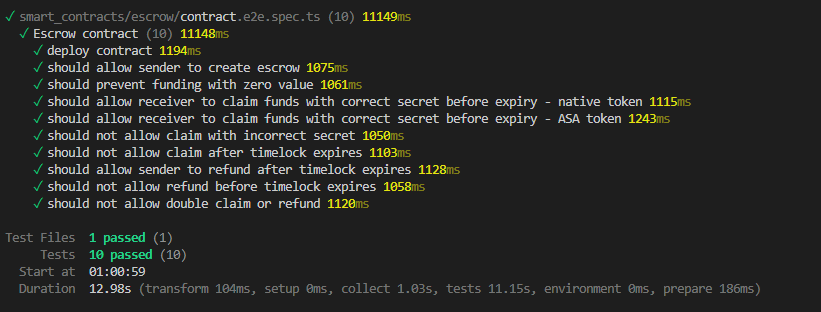 ✓ smart_contracts/escrow/contract.e2e.spec.ts (10) 11149ms
✓ Escrow contract (10) 11148ms
✓ deploy contract 1194ms
✓ should allow sender to create escrow 1075ms
✓ should prevent funding with zero value 1061ms
✓ should allow receiver to claim funds with correct secret before expiry - native token 1115ms
✓ should allow receiver to claim funds with correct secret before expiry - ASA token 1243ms
✓ should not allow claim with incorrect secret 1050ms
✓ should not allow claim after timelock expires 1103ms
✓ should allow sender to refund after timelock expires 1128ms
✓ should not allow refund before timelock expires 1058ms
✓ should not allow double claim or refund 1120ms
Test Files 1 passed (1)
Tests 10 passed (10)
Start at 01:00:59
Duration 12.98s (transform 104ms, setup 0ms, collect 1.03s, tests 11.15s, environment 0ms, prepare 186ms)